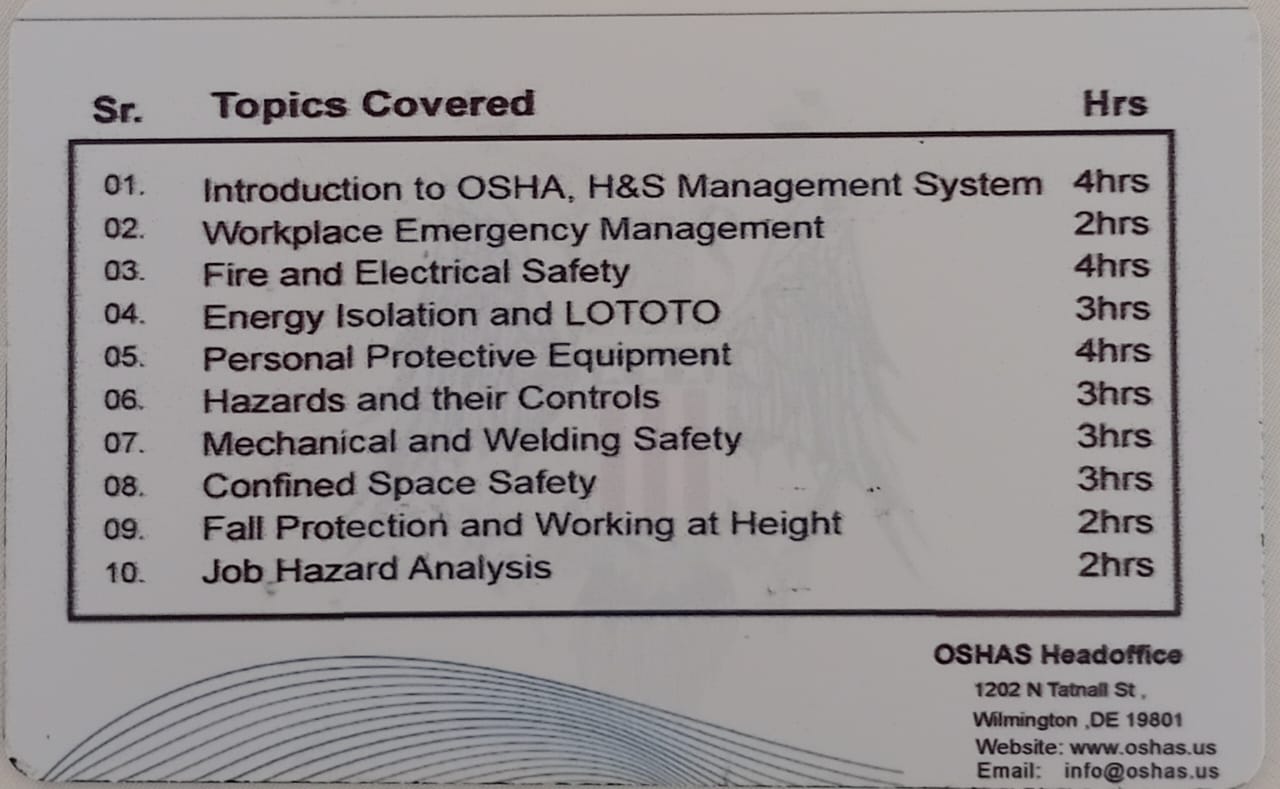 Sr. Topics Covered Hrs
01. Introduction to OSHA, H&S Management System 4hrs
02. Workplace Emergency Management 2hrs
03. Fire and Electrical Safety 4hrs
04. Energy Isolation and LOTOTO 3hrs
05. Personal Protective Equipment 4hrs
06. Hazards and their Controls 3hrs
07. Mechanical and Welding Safety 3hrs
08. Confined Space Safety 3hrs
09. Fall Protection and Working at Height 2hrs
10. Job Hazard Analysis 2hrs
OSHAS Headoffice
1202 N Tatnall St ,
Wilmington ,DE 19801
Website: www.oshas.us
Email: info@oshas.us